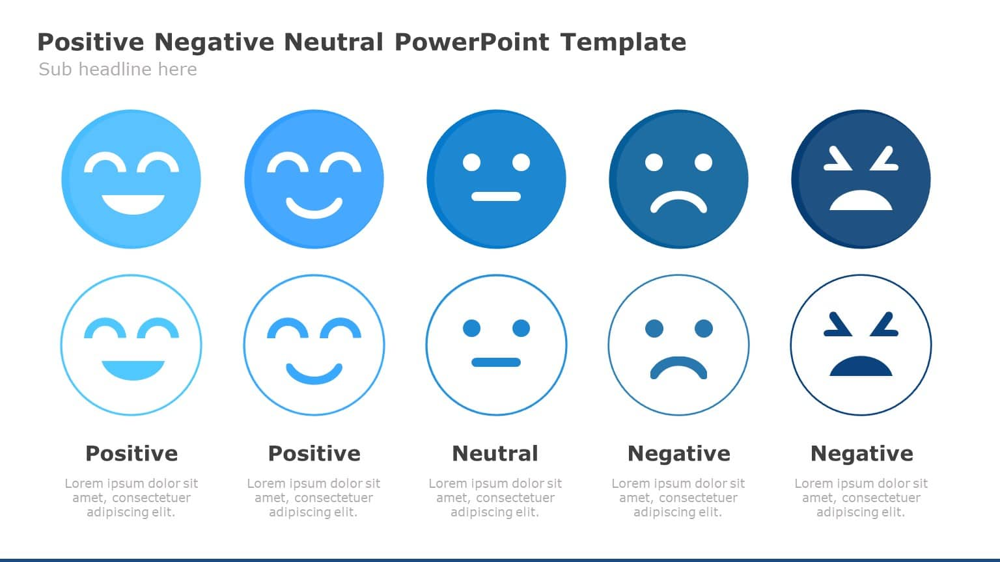 Positive Negative Neutral PowerPoint Template
Sub headline here
Positive
Lorem ipsum dolor sit
amet, consectetuer
adipiscing elit.
Positive
Lorem ipsum dolor sit
amet, consectetuer
adipiscing elit.
Neutral
Lorem ipsum dolor sit
amet, consectetuer
adipiscing elit.
Negative
Lorem ipsum dolor sit
amet, consectetuer
adipiscing elit.
Negative
Lorem ipsum dolor sit
amet, consectetuer
adipiscing elit.